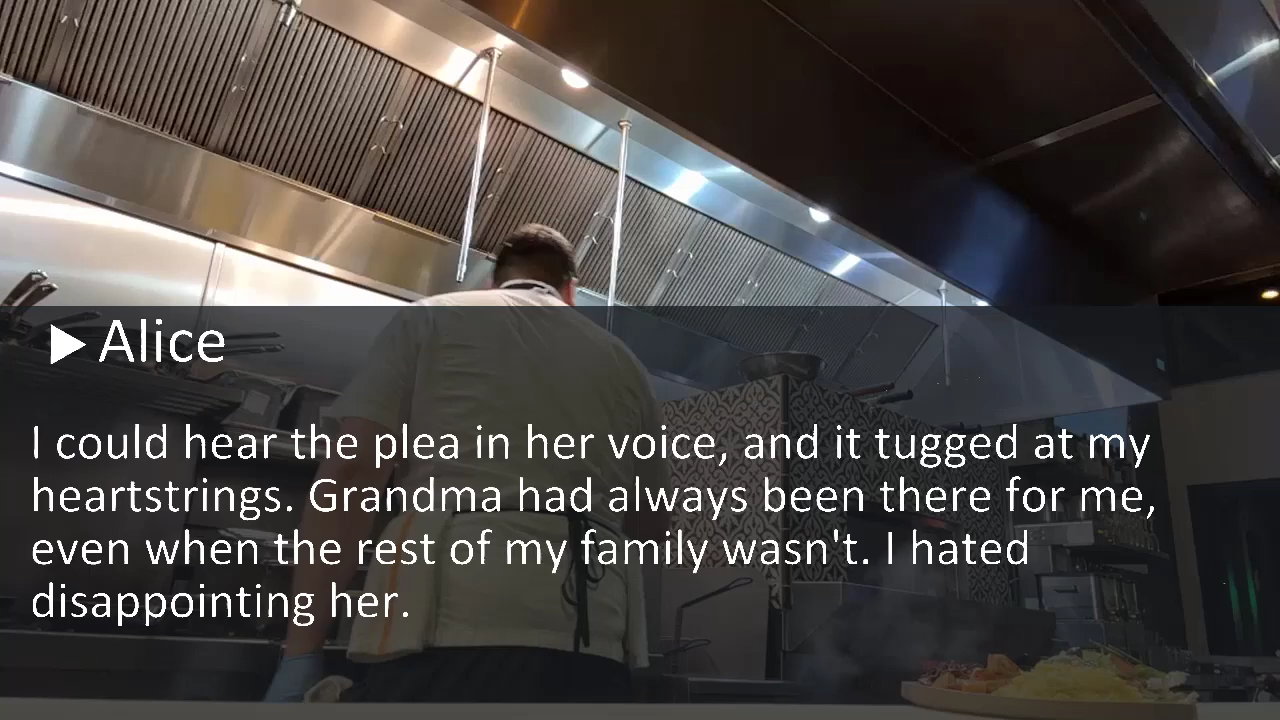 Alice
I could hear the plea in her voice, and it tugged at my
heartstrings. Grandma had always been there for me,
even when the rest of my family wasn't. I hated
disappointing her.